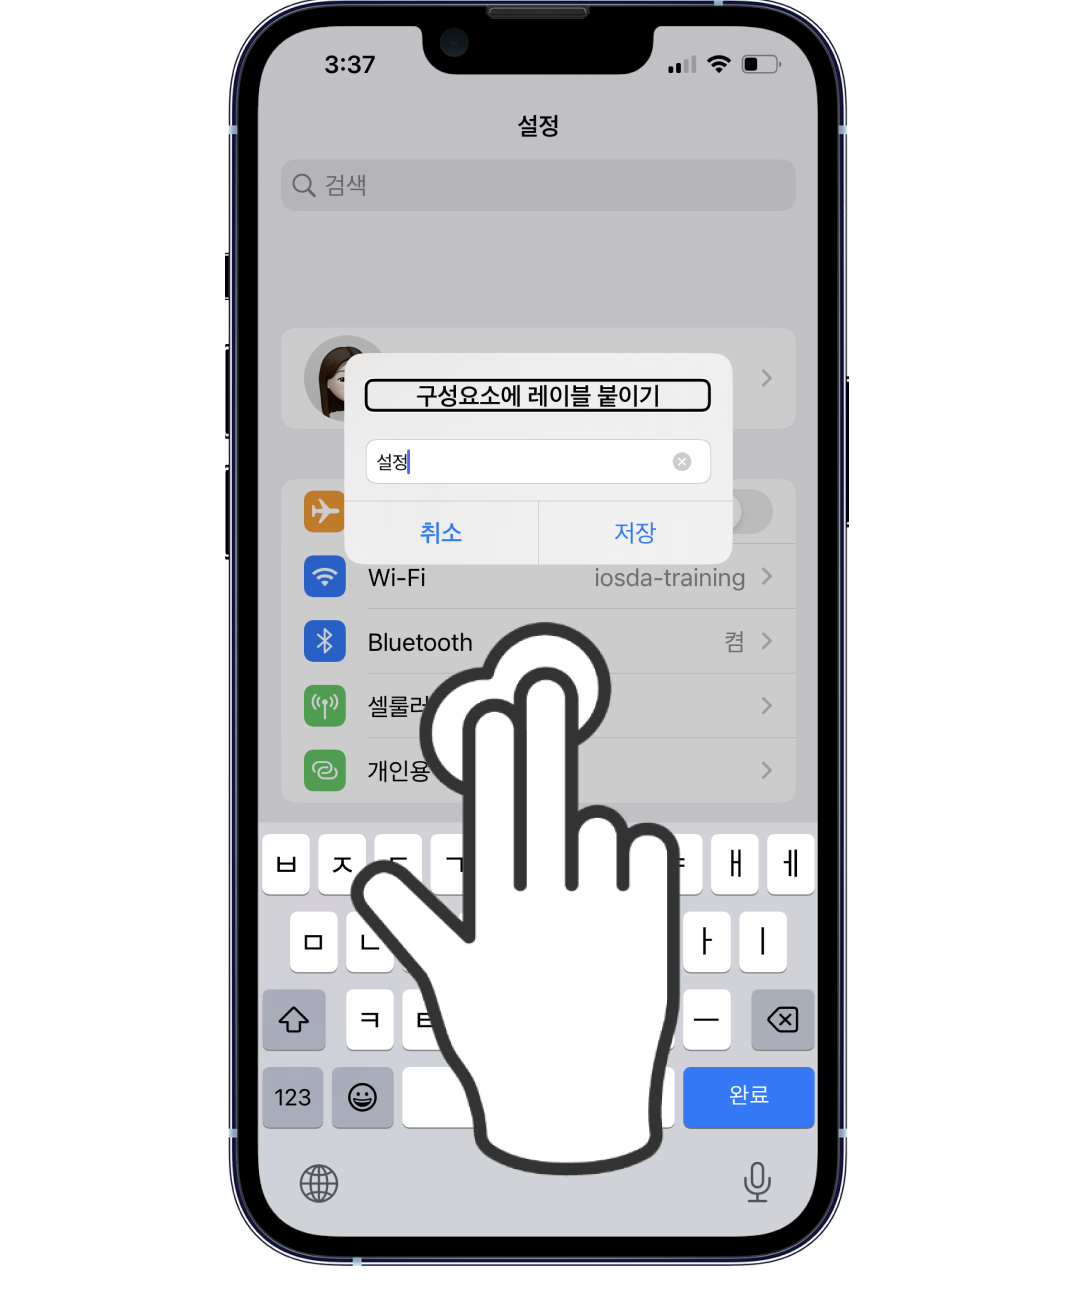 3:37
설정
검색
구성요소에 레이블 붙이기
설정
취소
저장
Wi-Fi
iosda-training
Bluetooth
켬
셀룰러
개인용
ㅂ ㅈ ㄷ ㄱ ㅑ ㅐ ㅔ
ㅁ ㄴ ㅏ ㅣ
ㅋ ㅌ ㅡ
123
완료